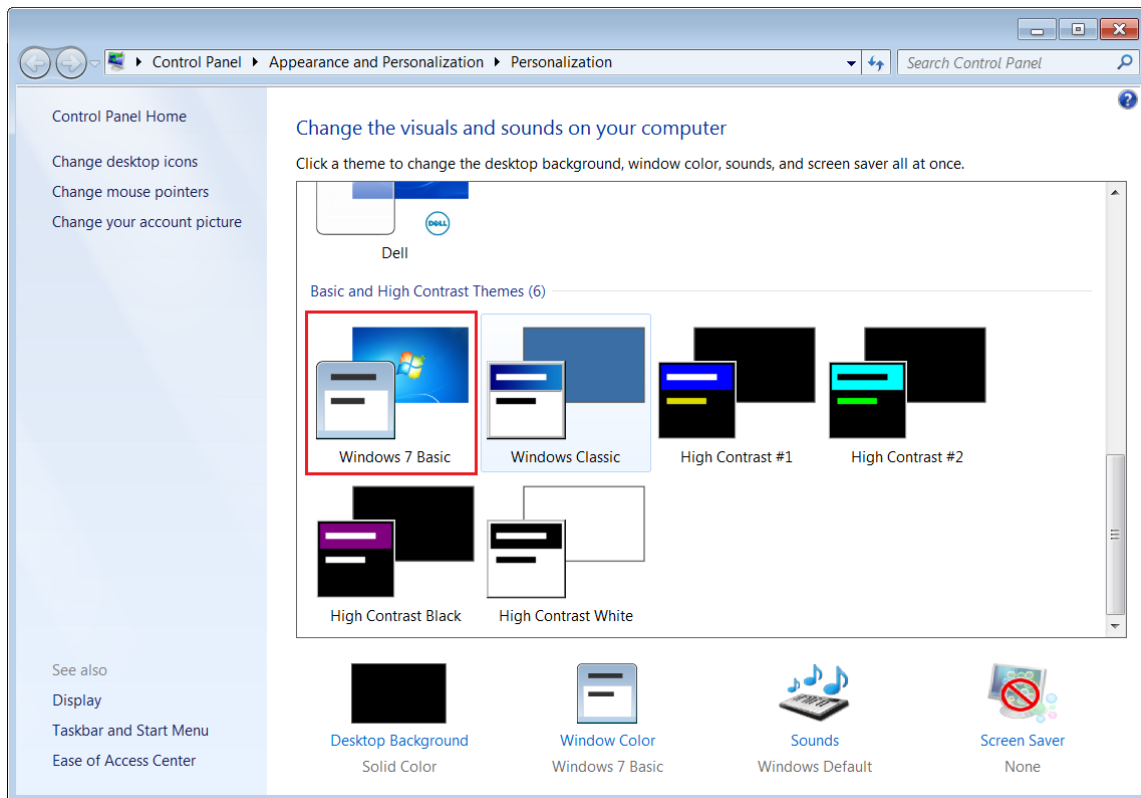 Control Panel Appearance and Personalization Personalization
Search Control Panel
Control Panel Home
Change desktop icons
Change mouse pointers
Change your account picture
Change the visuals and sounds on your computer
Click a theme to change the desktop background, window color, sounds, and screen saver all at once.
DELL
Dell
Basic and High Contrast Themes (6)
Windows 7 Basic
Windows Classic
High Contrast #1
High Contrast #2
High Contrast Black
High Contrast White
See also
Display
Taskbar and Start Menu
Ease of Access Center
Desktop Background
Solid Color
Window Color
Windows 7 Basic
Sounds
Windows Default
Screen Saver
None